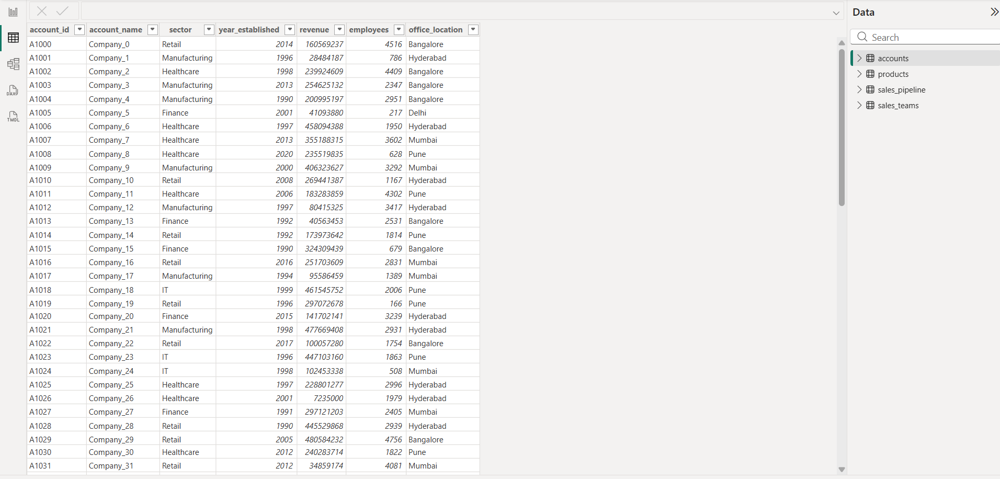 Data
account_id account_name sector year_established revenue employees office_location
Search
A1000 Company_0 Retail 2014 160569237 4516 Bangalore
A1001 Company_1 Manufacturing 1996 28484187 786 Hyderabad
A1002 Company_2 Healthcare 1998 239924609 4409 Bangalore
A1003 Company_3 Manufacturing 2013 254625132 2347 Bangalore
A1004 Company_4 Manufacturing 1990 200995197 2951 Bangalore
A1005 Company_5 Finance 2001 41093880 217 Delhi
A1006 Company_6 Healthcare 1997 458094388 1950 Hyderabad
A1007 Company_7 Healthcare 2013 355188315 3602 Mumbai
A1008 Company_8 Healthcare 2020 235519835 628 Pune
A1009 Company_9 Manufacturing 2000 406323627 3292 Mumbai
A1010 Company_10 Retail 2008 269441387 1167 Hyderabad
A1011 Company_11 Healthcare 2006 183283859 4302 Pune
A1012 Company_12 Manufacturing 1997 80415325 3417 Hyderabad
A1013 Company_13 Finance 1992 40563453 2531 Bangalore
A1014 Company_14 Retail 1992 173973642 1814 Pune
A1015 Company_15 Finance 1990 324309439 679 Bangalore
A1016 Company_16 Retail 2016 251703609 2831 Mumbai
A1017 Company_17 Manufacturing 1994 95586459 1389 Mumbai
A1018 Company_18 IT 1999 461545752 2006 Pune
A1019 Company_19 Retail 1996 297072678 166 Pune
A1020 Company_20 Finance 2015 141702141 3239 Hyderabad
A1021 Company_21 Manufacturing 1998 477669408 2931 Hyderabad
A1022 Company_22 Retail 2017 100057280 1754 Bangalore
A1023 Company_23 IT 1996 447103160 1863 Pune
A1024 Company_24 IT 1998 102453338 508 Mumbai
A1025 Company_25 Healthcare 1997 228801277 2996 Hyderabad
A1026 Company_26 Healthcare 2001 7235000 1979 Hyderabad
A1027 Company_27 Finance 1991 297121203 2405 Mumbai
A1028 Company_28 Retail 1990 445529868 2939 Hyderabad
A1029 Company_29 Retail 2005 480584232 4756 Bangalore
A1030 Company_30 Healthcare 2012 240283714 1822 Pune
A1031 Company_31 Retail 2012 34859174 4081 Mumbai
accounts
products
sales_pipeline
sales_teams
DAX
TMDL